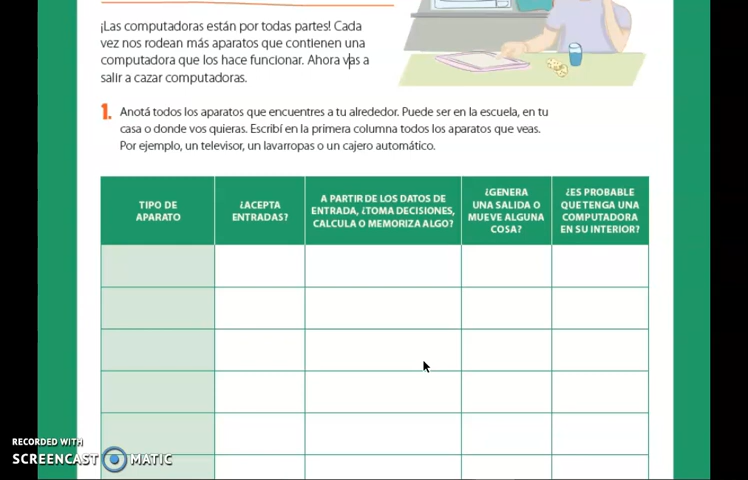 ¡Las computadoras están por todas partes! Cada
vez nos rodean más aparatos que contienen una
computadora que los hace funcionar. Ahora vas a
salir a cazar computadoras.
1. Anotá todos los aparatos que encuentres a tu alrededor. Puede ser en la escuela, en tu
casa o donde vos quieras. Escribí en la primera columna todos los aparatos que veas.
Por ejemplo, un televisor, un lavarropas o un cajero automático.
TIPO DE
APARATO
¿ACEPTA
ENTRADAS?
A PARTIR DE LOS DATOS DE
ENTRADA, ¿TOMA DECISIONES,
CALCULA O MEMORIZA ALGO?
¿GENERA
UNA SALIDA O
MUEVE ALGUNA
COSA?
¿ES PROBABLE
QUE TENGA UNA
COMPUTADORA
EN SU INTERIOR?
RECORDED WITH
SCREENCAST MATIC